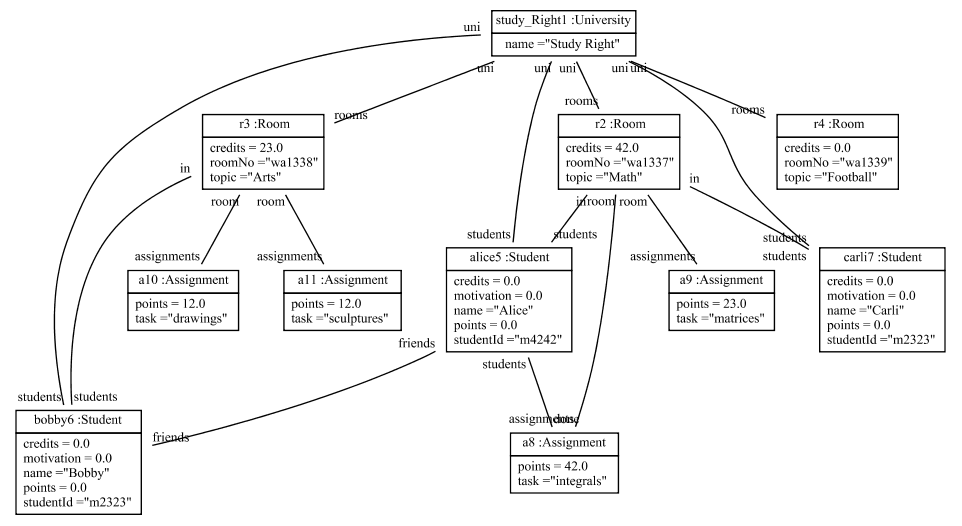 study_Right1 :University
name ="Study Right"
uni
uni
uni
uni
uni
uni
rooms
rooms
rooms
r3 :Room
credits = 23.0
roomNo ="wa1338"
topic ="Arts"
r2 :Room
credits = 42.0
roomNo ="wa1337"
topic ="Math"
r4 :Room
credits = 0.0
roomNo ="wa1339"
topic ="Football"
in
in
room
room
in
room
room
assignments
assignments
students
students
assignments
students
students
a10 :Assignment
points = 12.0
task ="drawings"
a11 :Assignment
points = 12.0
task ="sculptures"
alice5 :Student
credits = 0.0
motivation = 0.0
name ="Alice"
points = 0.0
studentId ="m4242"
a9 :Assignment
points = 23.0
task ="matrices"
carli7 :Student
credits = 0.0
motivation = 0.0
name ="Carli"
points = 0.0
studentId ="m2323"
friends
students
students
students
assignments
done
bobby6 :Student
credits = 0.0
motivation = 0.0
name ="Bobby"
points = 0.0
studentId ="m2323"
friends
a8 :Assignment
points = 42.0
task ="integrals"